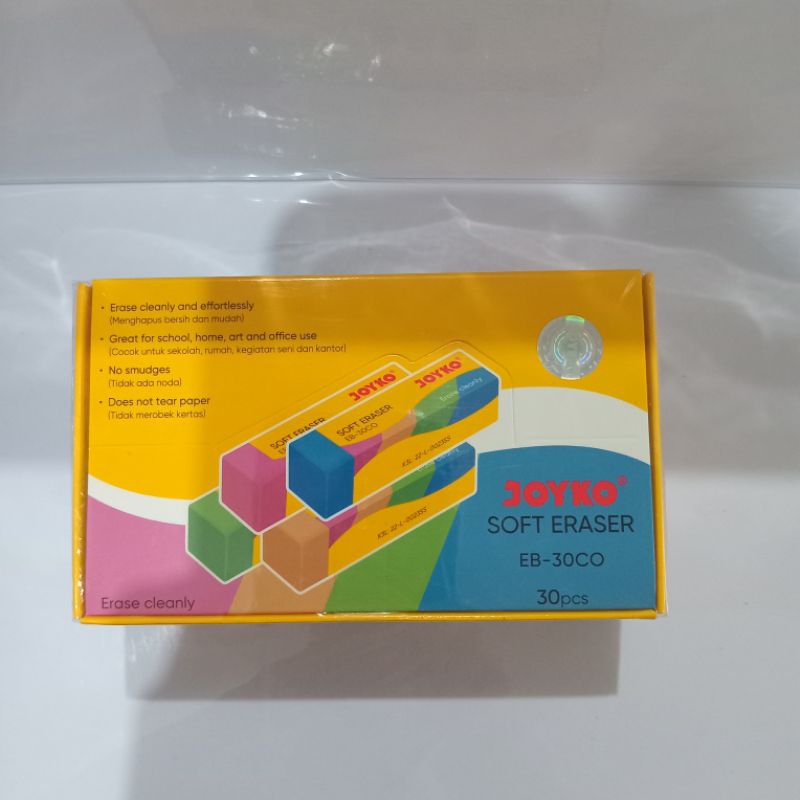 • Erase cleanly and effortlessly
(Menghapus bersih dan mudah)
• Great for school, home, art and office use
(Cocok untuk sekolah, rumah, kegiatan seni dan kantor)
• No smudges
(Tidak ada noda)
• Does not tear paper
(Tidak merobek kertas)
JOYKO
SOFT ERASER
JOYKO
SOFT ERASER
EB-30CO
Erase Cleanly
JOYKO®
SOFT ERASER
EB-30CO
30pcs
Erase cleanly